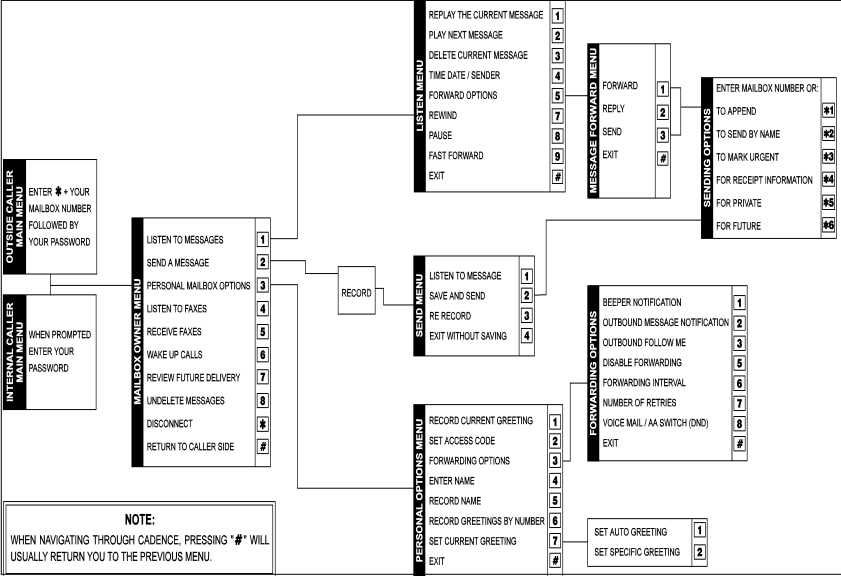 OUTSIDE CALLER
MAIN MENU
ENTER ✱ + YOUR
MAILBOX NUMBER
FOLLOWED BY
YOUR PASSWORD
INTERNAL CALLER
MAIN MENU
WHEN PROMPTED
ENTER YOUR
PASSWORD
MAILBOX OWNER MENU
LISTEN TO MESSAGES 1
SEND A MESSAGE 2
PERSONAL MAILBOX OPTIONS 3
LISTEN TO FAXES 4
RECEIVE FAXES 5
WAKE UP CALLS 6
REVIEW FUTURE DELIVERY 7
UNDELETE MESSAGES 8
DISCONNECT ✱
RETURN TO CALLER SIDE #
LISTEN MENU
REPLAY THE CURRENT MESSAGE 1
PLAY NEXT MESSAGE 2
DELETE CURRENT MESSAGE 3
TIME DATE / SENDER 4
FORWARD OPTIONS 5
REWIND 7
PAUSE 8
FAST FORWARD 9
EXIT #
MESSAGE FORWARD MENU
FORWARD 1
REPLY 2
SEND 3
EXIT #
SENDING OPTIONS
ENTER MAILBOX NUMBER OR:
TO APPEND ✱1
TO SEND BY NAME ✱2
TO MARK URGENT ✱3
FOR RECEIPT INFORMATION ✱4
FOR PRIVATE ✱5
FOR FUTURE ✱6
RECORD
SEND MENU
LISTEN TO MESSAGE 1
SAVE AND SEND 2
RE RECORD 3
EXIT WITHOUT SAVING 4
PERSONAL OPTIONS MENU
RECORD CURRENT GREETING 1
SET ACCESS CODE 2
FORWARDING OPTIONS 3
ENTER NAME 4
RECORD NAME 5
RECORD GREETINGS BY NUMBER 6
SET CURRENT GREETING 7
EXIT #
FORWARDING OPTIONS
BEEPER NOTIFICATION 1
OUTBOUND MESSAGE NOTIFICATION 2
OUTBOUND FOLLOW ME 3
DISABLE FORWARDING 5
FORWARDING INTERVAL 6
NUMBER OF RETRIES 7
VOICE MAIL / AA SWITCH (DND) 8
EXIT #
SET AUTO GREETING 1
SET SPECIFIC GREETING 2
NOTE:
WHEN NAVIGATING THROUGH CADENCE, PRESSING "#" WILL
USUALLY RETURN YOU TO THE PREVIOUS MENU.